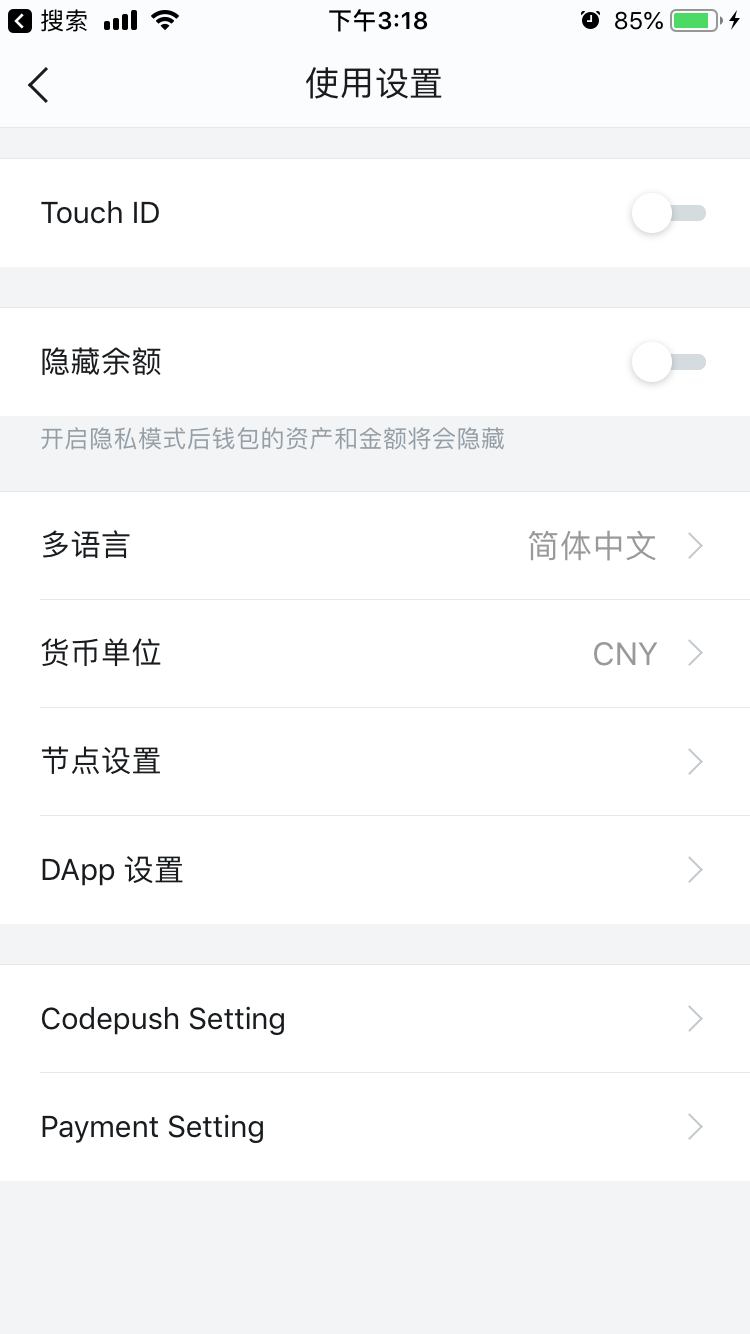 搜索 下午3:18 85%
使用设置
Touch ID
隐藏余额
开启隐私模式后钱包的资产和金额将会隐藏
多语言 简体中文
货币单位 CNY
节点设置
DApp 设置
Codepush Setting
Payment Setting